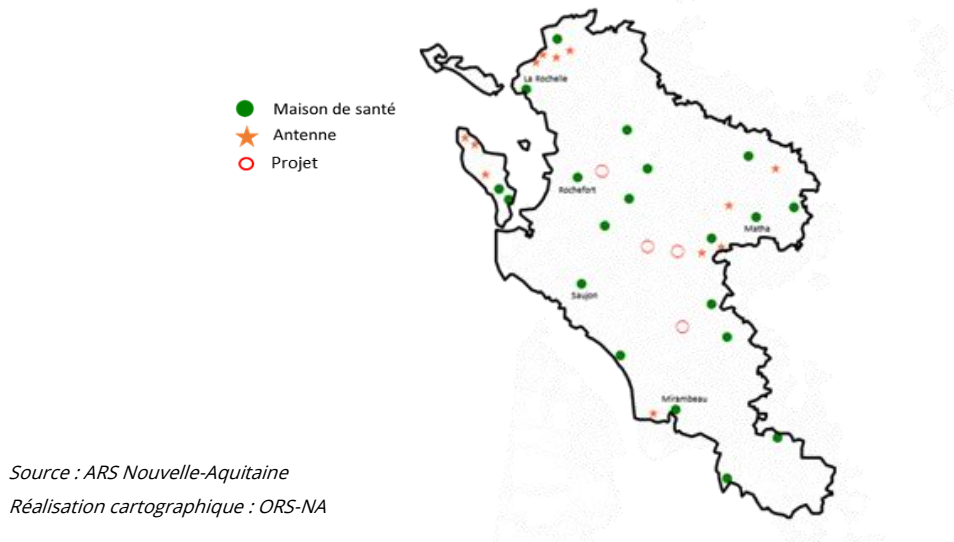 La Rochelle
Maison de santé
Antenne
Projet
Rochefort
Matha
Saujon
Mirambeau
Source : ARS Nouvelle-Aquitaine
Réalisation cartographique : ORS-NA